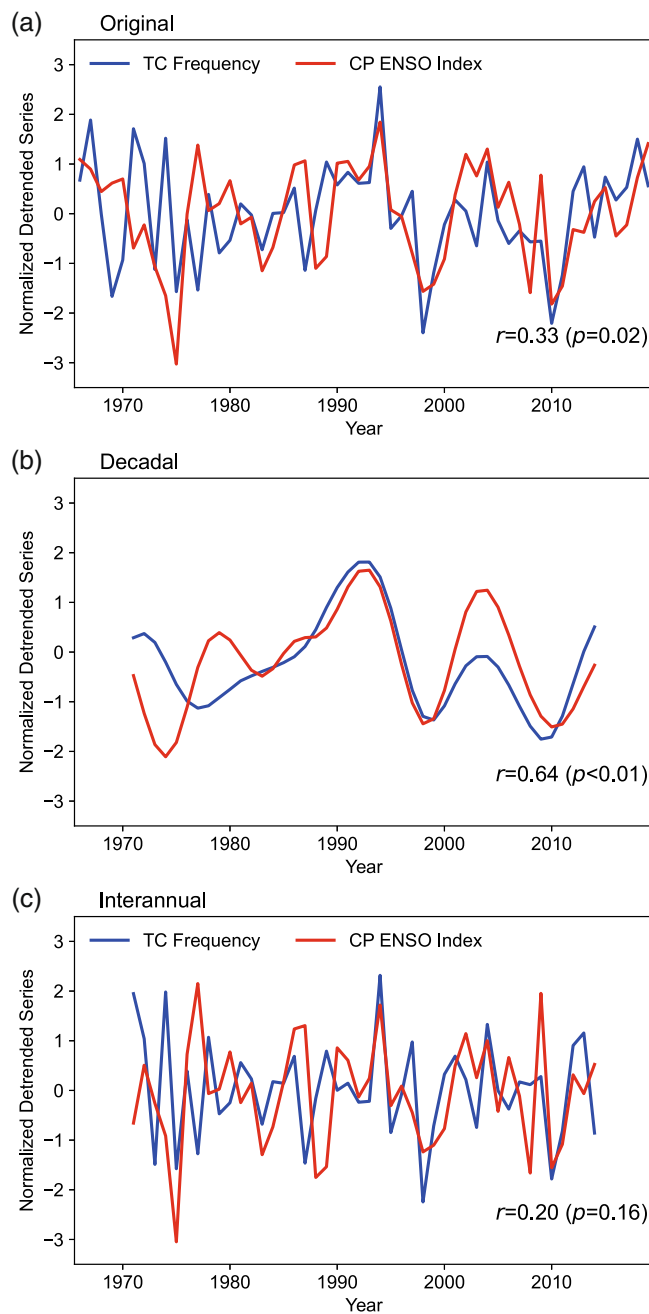 (a) Original
TC Frequency CP ENSO Index
3
2
1
0
−1
−2
−3
Normalized Detrended Series
r=0.33 (p=0.02)
1970 1980 1990 2000 2010
Year
(b) Decadal
3
2
1
0
−1
−2
−3
Normalized Detrended Series
r=0.64 (p<0.01)
1970 1980 1990 2000 2010
Year
(c) Interannual
TC Frequency CP ENSO Index
3
2
1
0
−1
−2
−3
Normalized Detrended Series
r=0.20 (p=0.16)
1970 1980 1990 2000 2010
Year